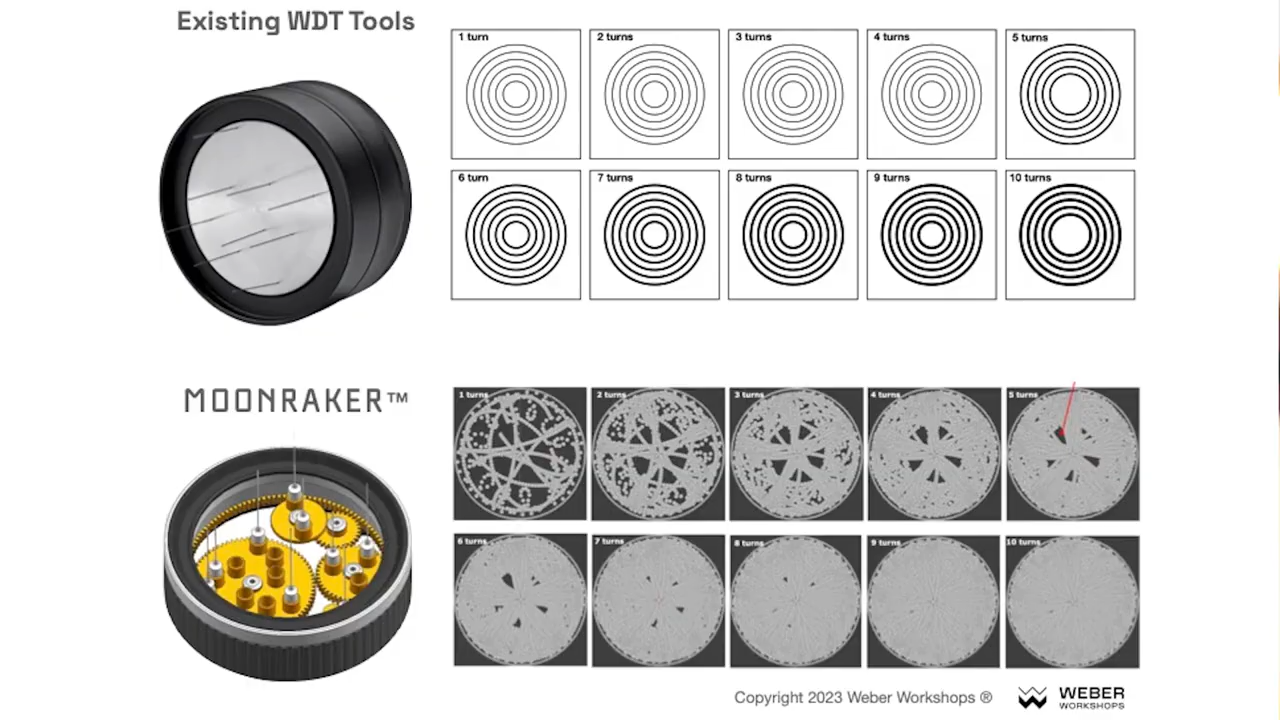 Existing WDT Tools
1 turn
2 turns
3 turns
4 turns
5 turns
6 turn
7 turns
8 turns
9 turns
10 turns
MOONRAKER™
1 turns
2 turns
3 turns
4 turns
5 turns
6 turns
7 turns
8 turns
9 turns
10 turns
Copyright 2023 Weber Workshops ®
WEBER
WORKSHOPS